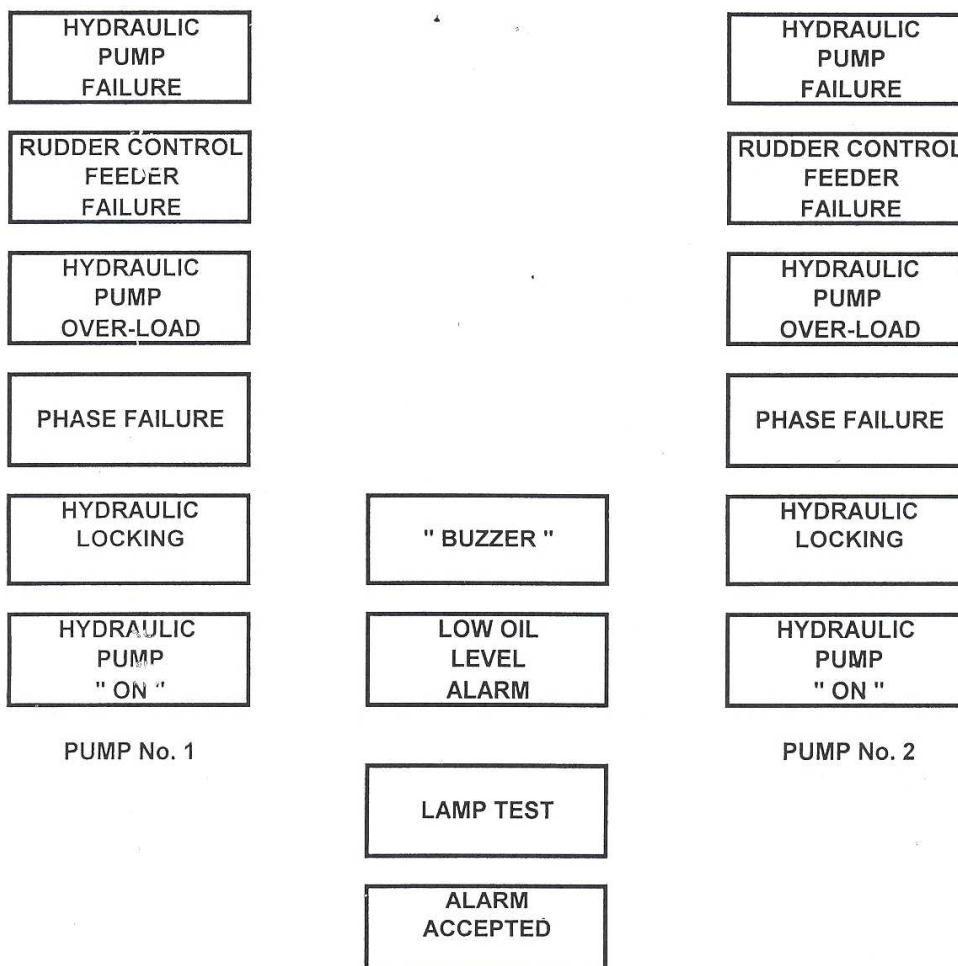 HYDRAULIC
PUMP
FAILURE
RUDDER CONTROL
FEEDER
FAILURE
HYDRAULIC
PUMP
OVER-LOAD
PHASE FAILURE
HYDRAULIC
LOCKING
HYDRAULIC
PUMP
" ON "
PUMP No. 1
" BUZZER "
LOW OIL
LEVEL
ALARM
LAMP TEST
ALARM
ACCEPTED
HYDRAULIC
PUMP
FAILURE
RUDDER CONTROL
FEEDER
FAILURE
HYDRAULIC
PUMP
OVER-LOAD
PHASE FAILURE
HYDRAULIC
LOCKING
HYDRAULIC
PUMP
" ON "
PUMP No. 2